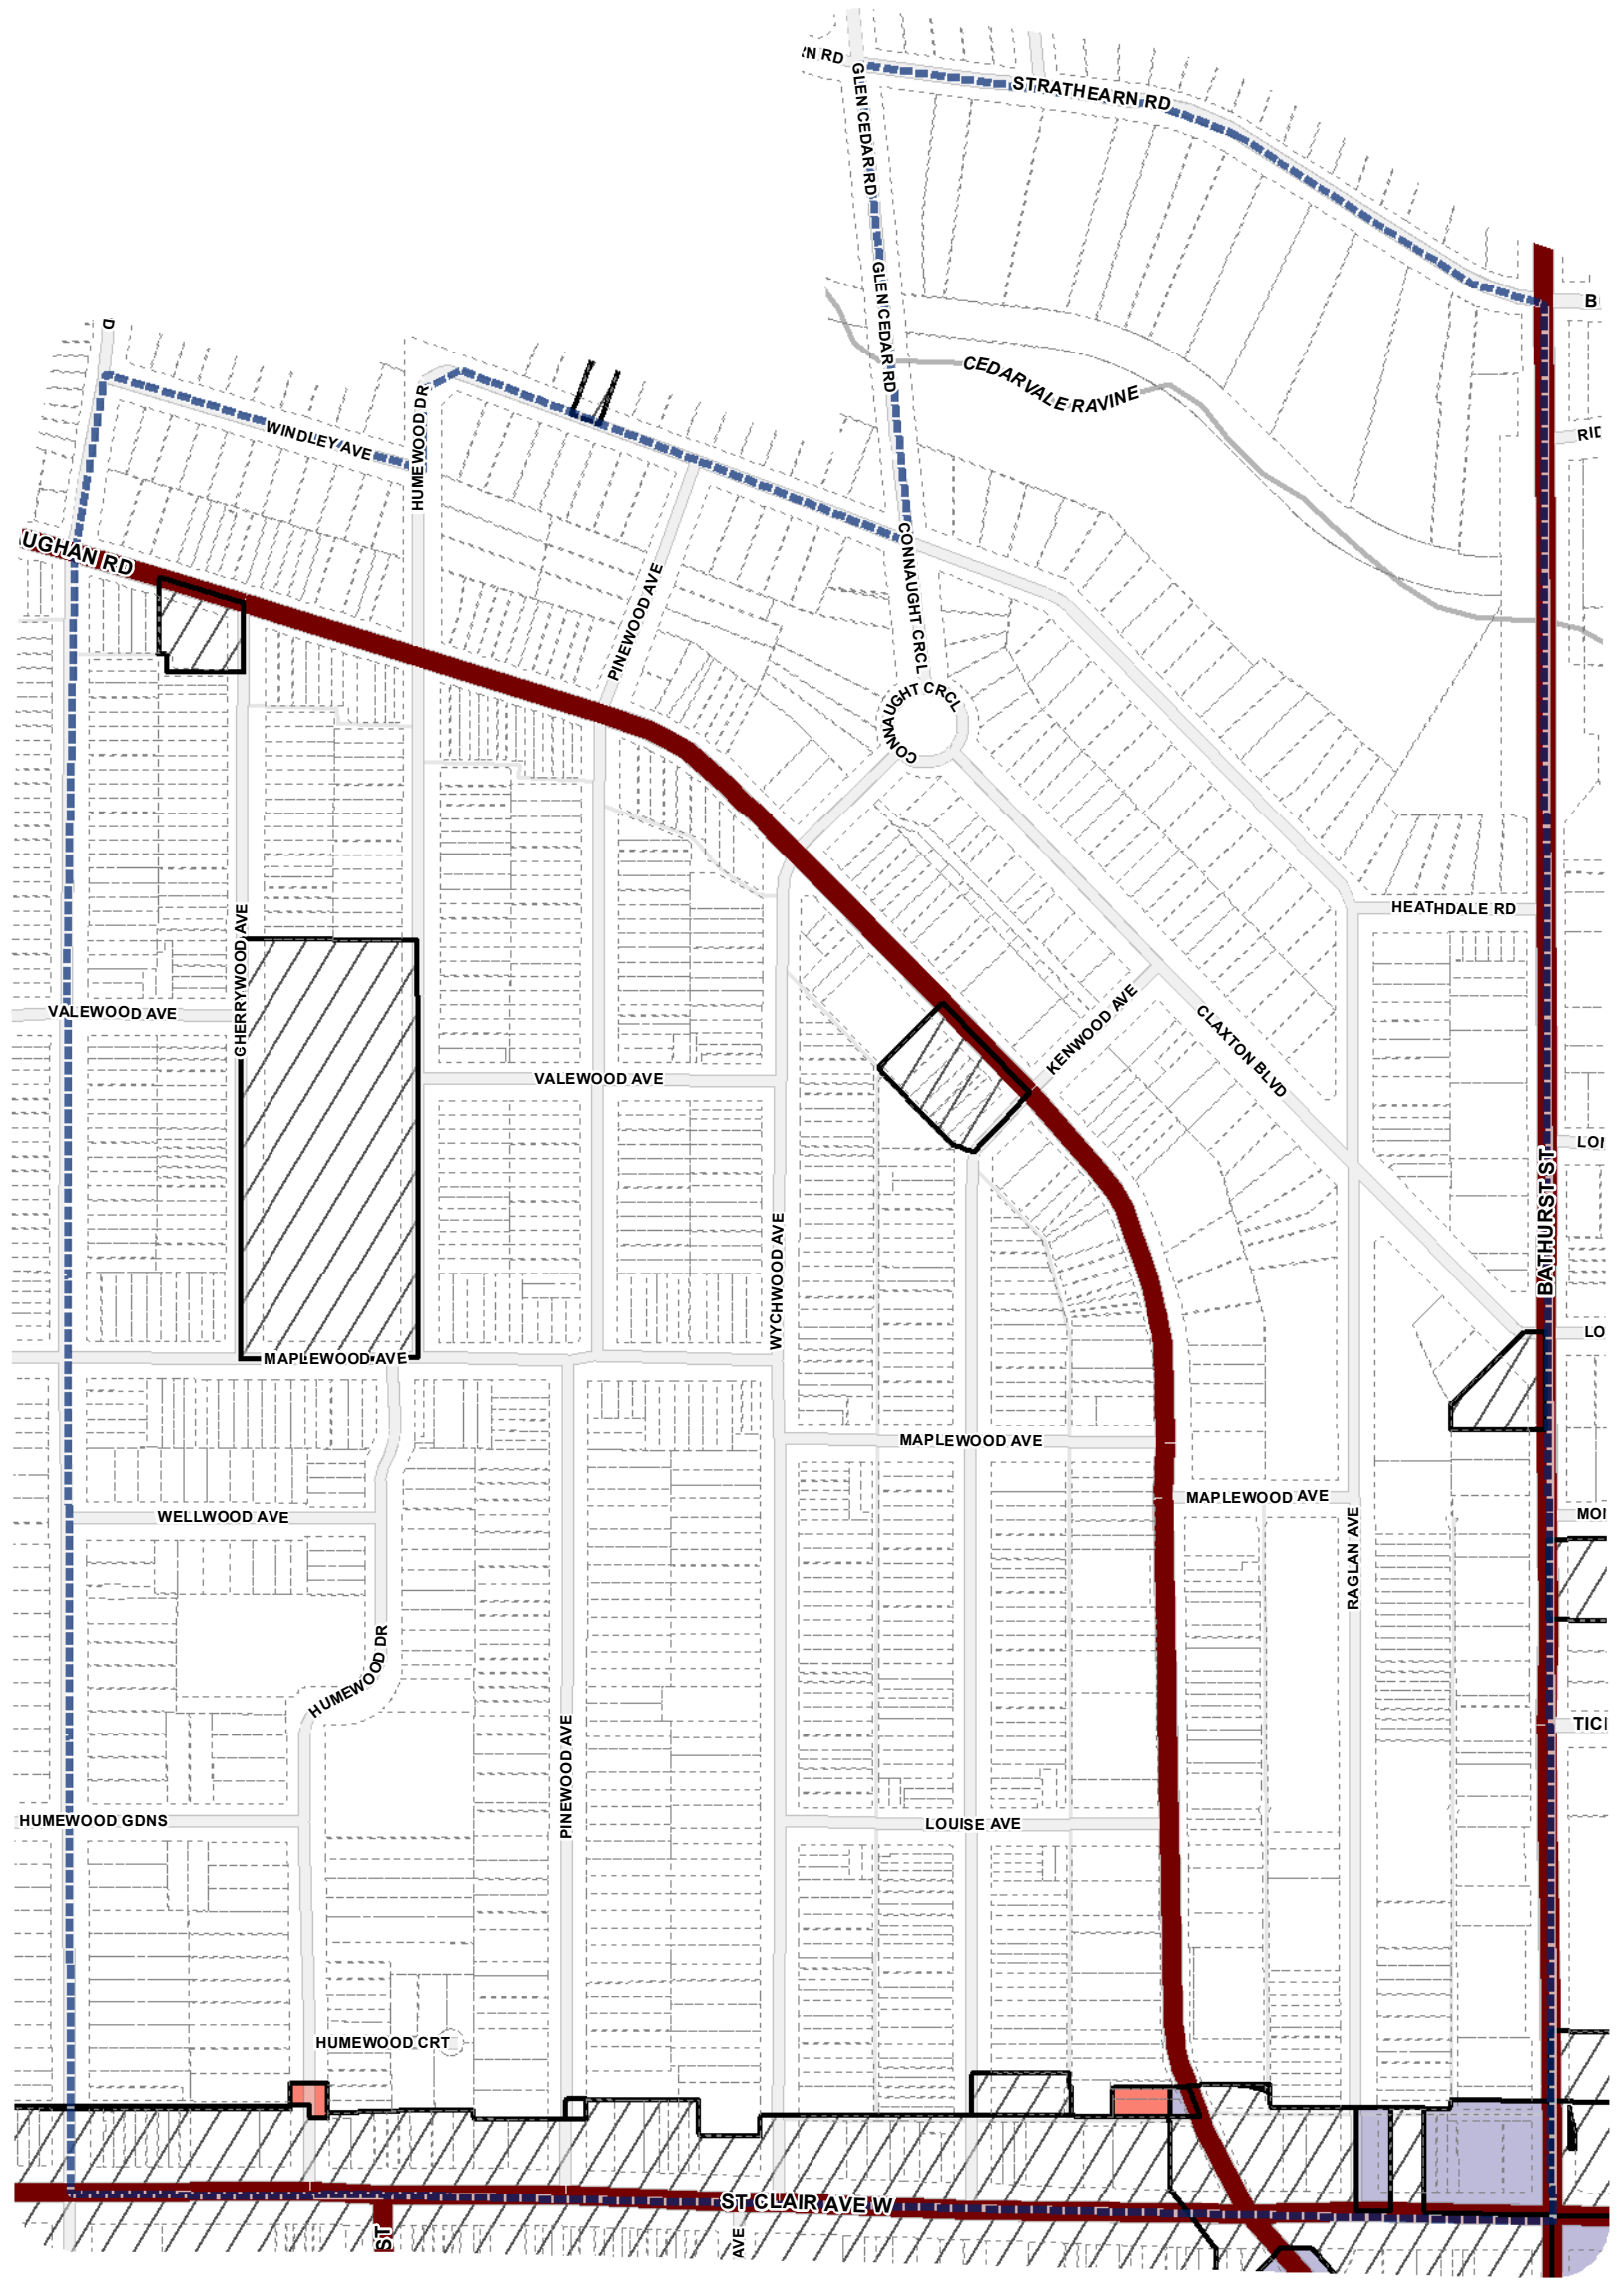 N RD
STRATHEARN RD
GLEN CEDAR RD
GLEN CEDAR RD
B
D
CEDARVALE RAVINE
WINDLEY AVE
HUMEWOOD DR
RID
UGHAN RD
CONNAUGHT CRCL
PINEWOOD AVE
CONNAUGHT CRCL
HEATHDALE RD
CHERRYWOOD AVE
VALEWOOD AVE
KENWOOD AVE
CLAXTON BLVD
VALEWOOD AVE
LON
BATHURST ST
WYCHWOOD AVE
LO
MAPLEWOOD AVE
MAPLEWOOD AVE
MAPLEWOOD AVE
WELLWOOD AVE
MON
RAGLAN AVE
HUMEWOOD DR
TICH
PINEWOOD AVE
HUMEWOOD GDNS
LOUISE AVE
HUMEWOOD CRT
ST CLAIR AVE W
ST
AVE